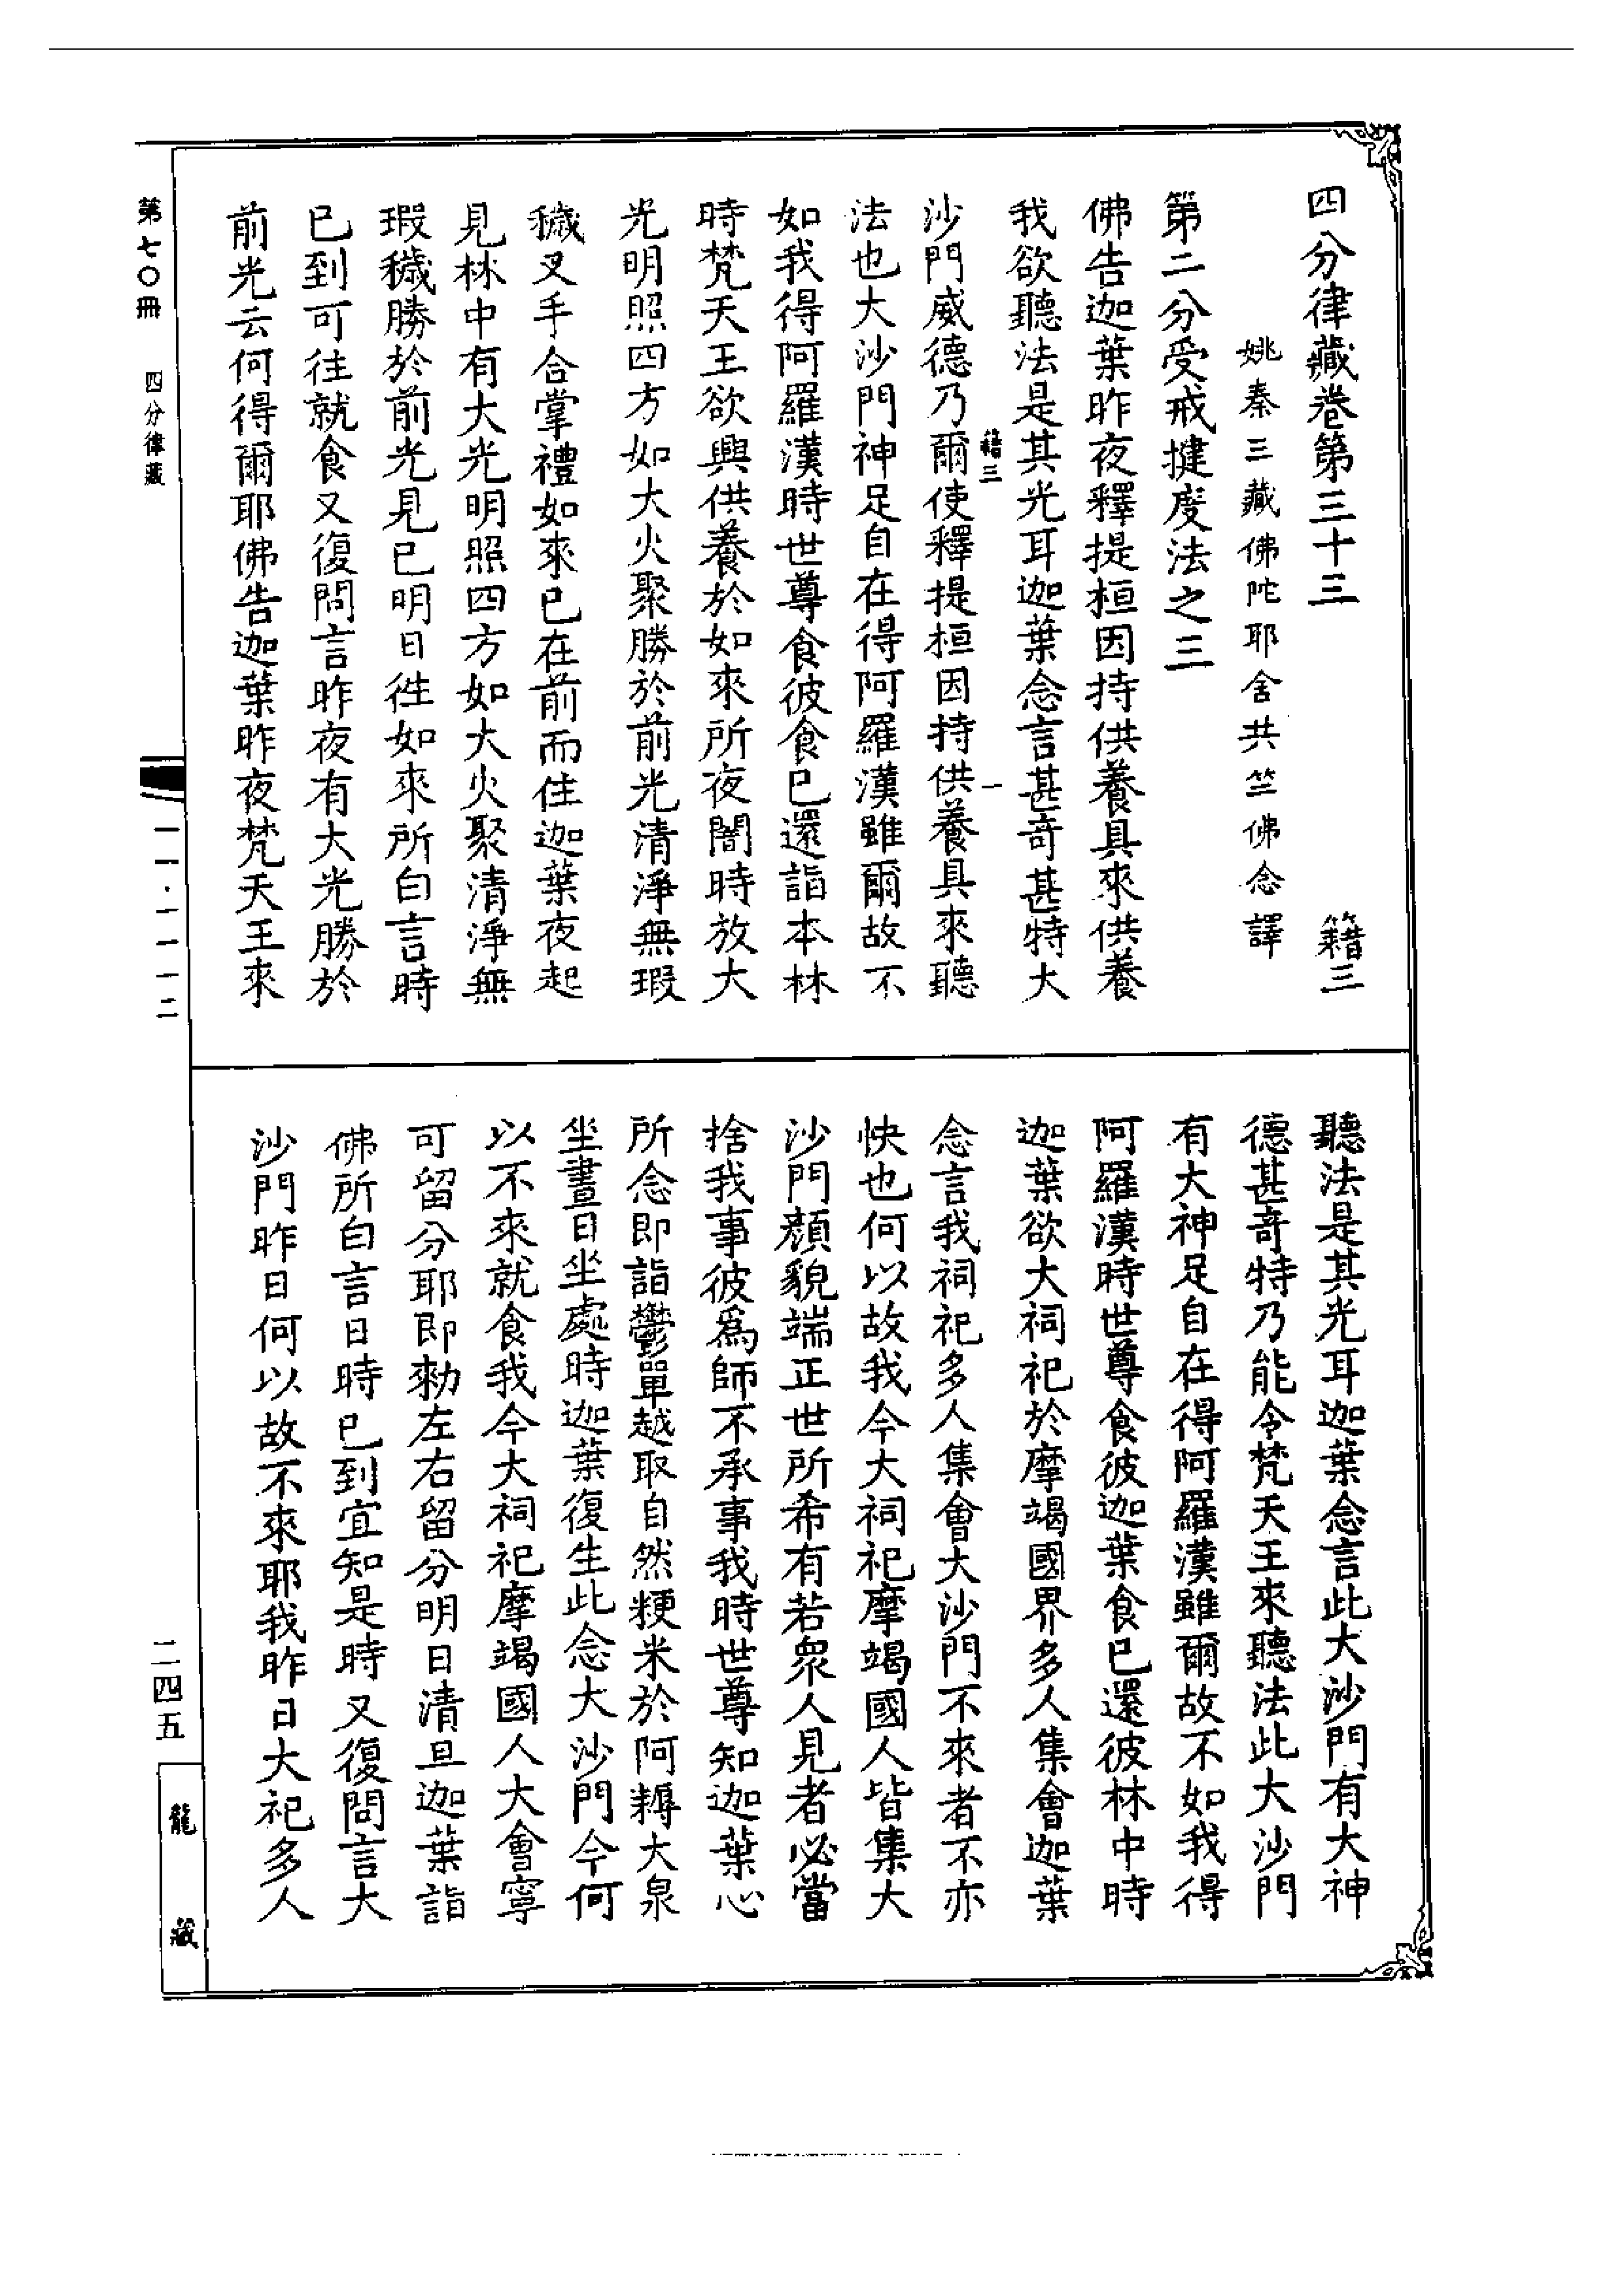 四分律藏卷第三十三　籍三
姚秦三藏佛陀耶舍共竺佛念譯
第二分受戒揵度法之三
佛告迦葉昨夜釋提桓因持供養具來供養
我欲聽法是其光耳迦葉念言甚奇甚特大
籍三　一
沙門威德乃爾使釋提桓因持供養具來聽
法也大沙門神足自在得阿羅漢雖爾故不
如我得阿羅漢時世尊食彼食已還詣本林
時梵天王欲興供養於如來所夜闇時放大
光明照四方如大火聚勝於前光清淨無瑕
穢叉手合掌禮如來已在前而住迦葉夜起
見林中有大光明照四方如大火聚清淨無
瑕穢勝於前光見已明日徃如來所白言時
已到可往就食又復問言昨夜有大光勝於
前光云何得爾耶佛告迦葉昨夜梵天王來
聽法是其光耳迦葉念言此大沙門有大神
德甚奇特乃能令梵天王來聽法此大沙門
有大神足自在得阿羅漢雖爾故不如我得
阿羅漢時世尊食彼迦葉食已還彼林中時
迦葉欲大祠祀於摩竭國界多人集會迦葉
念言我祠祀多人集會大沙門不來者不亦
快也何以故我今大祠祀摩竭國人皆集大
沙門顏貌端正世所希有若衆人見者必當
捨我事彼爲師不承事我時世尊知迦葉心
所念即詣鬱單越取自然粳米於阿耨大泉
坐晝日坐處時迦葉復生此念大沙門今何
以不來就食我今大祠祀摩竭國人大會寧
可留分耶即勑左右留分明日清旦迦葉詣
佛所白言日時已到宜知是時又復問言大
沙門昨日何以故不來耶我昨日大祀多人
第七〇冊　四分律藏
一一·一一一二
二四五
龍藏